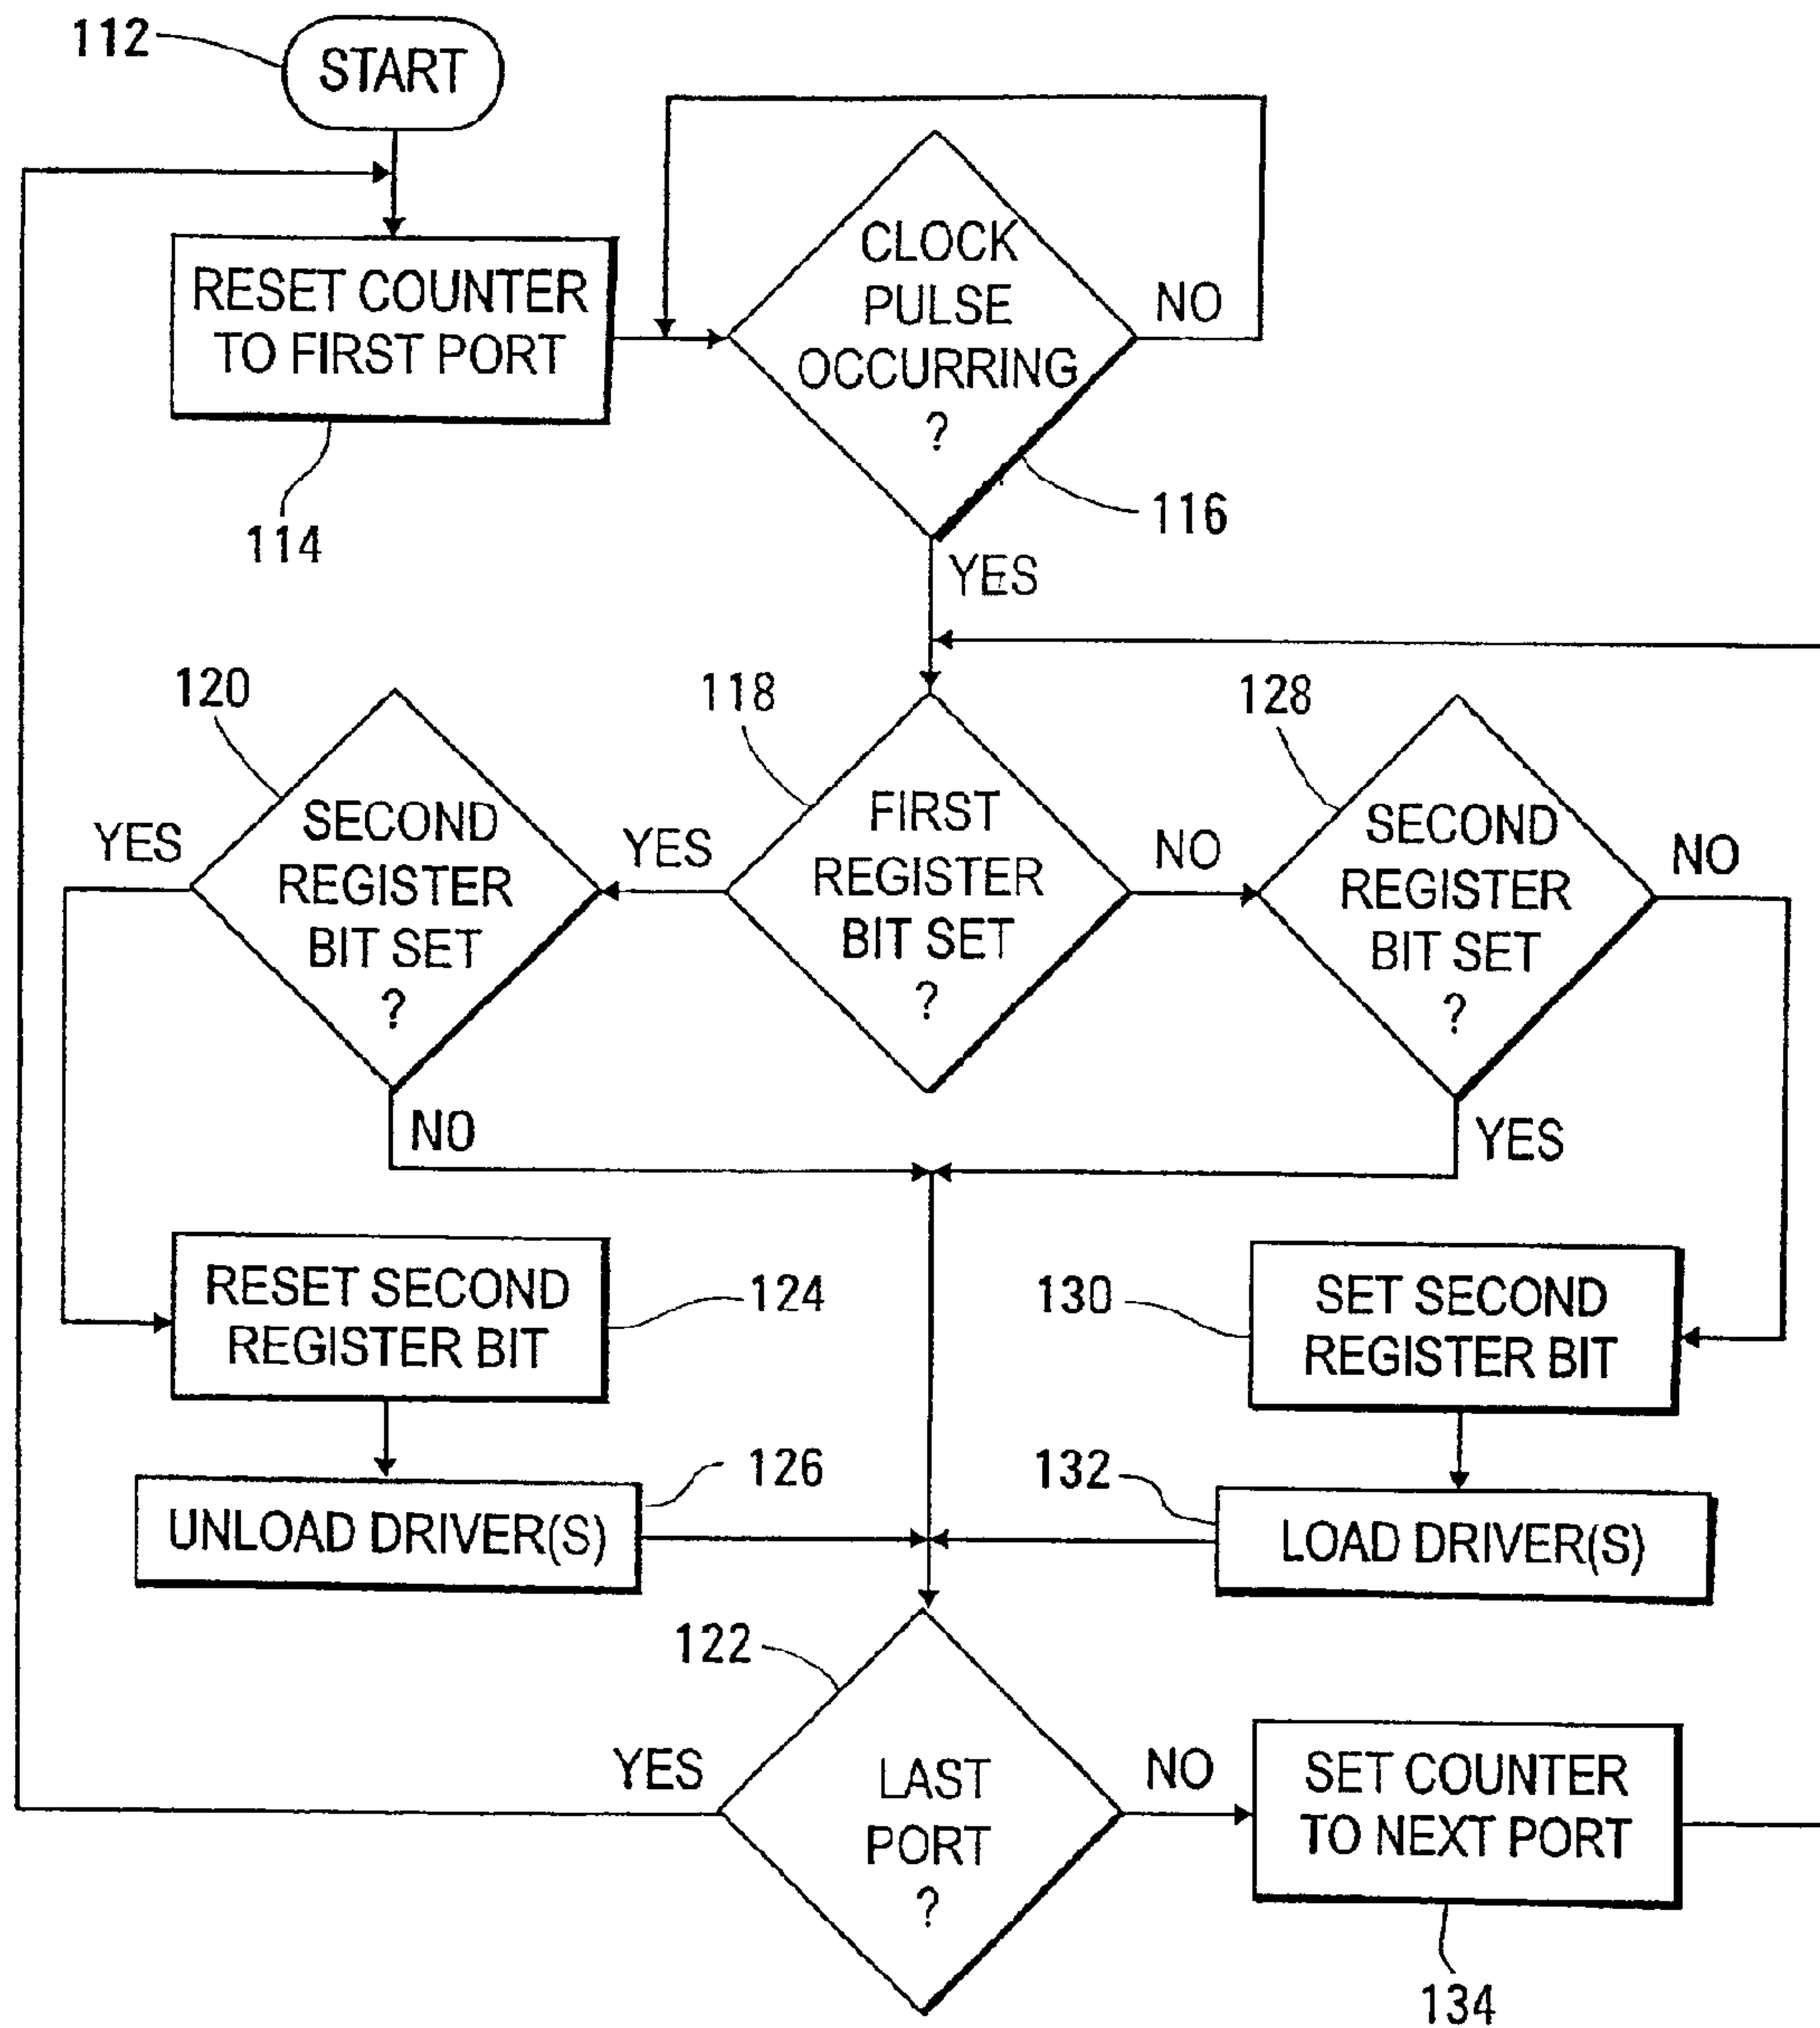 112
START
RESET COUNTER
TO FIRST PORT
114
CLOCK
PULSE
OCCURRING
?
NO
116
YES
120
118
128
YES
SECOND
REGISTER
BIT SET
?
YES
FIRST
REGISTER
BIT SET
?
NO
SECOND
REGISTER
BIT SET
?
NO
NO
YES
RESET SECOND
REGISTER BIT
124
130
SET SECOND
REGISTER BIT
UNLOAD DRIVER(S)
126
132
LOAD DRIVER(S)
122
YES
LAST
PORT
?
NO
SET COUNTER
TO NEXT PORT
134